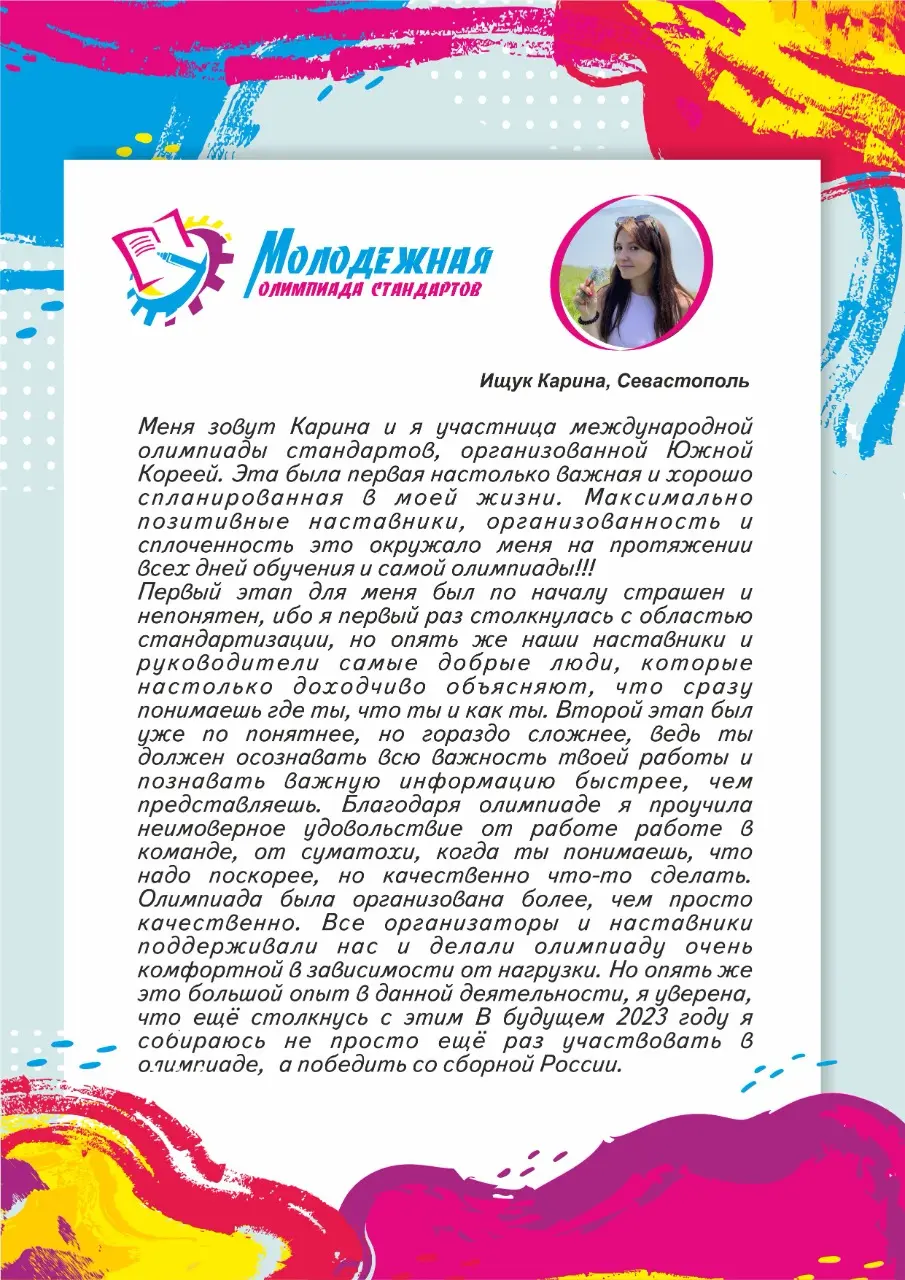 МОЛОДЕЖНАЯ
ОЛИМПИАДА СТАНДАРТОВ
Ищук Карина, Севастополь
Меня зовут Карина и я участница международной
олимпиады стандартов, организованной Южной
Кореей. Эта была первая настолько важная и хорошо
спланированная в моей жизни. Максимально
позитивные наставники, организованность и
сплоченность это окружало меня на протяжении
всех дней обучения и самой олимпиады!!!
Первый этап для меня был по началу страшен и
непонятен, ибо я первый раз столкнулась с областью
стандартизации, но опять же наши наставники и
руководители самые добрые люди, которые
настолько доходчиво объясняют, что сразу
понимаешь где ты, что ты и как ты. Второй этап был
уже по понятнее, но гораздо сложнее, ведь ты
должен осознавать всю важность твоей работы и
познавать важную информацию быстрее, чем
представляешь. Благодаря олимпиаде я проучила
неимоверное удовольствие от работе работе в
команде, от суматохи, когда ты понимаешь, что
надо поскорее, но качественно что-то сделать.
Олимпиада была организована более, чем просто
качественно. Все организаторы и наставники
поддерживали нас и делали олимпиаду очень
комфортной в зависимости от нагрузки. Но опять же
это большой опыт в данной деятельности, я уверена,
что ещё столкнусь с этим В будущем 2023 году я
собираюсь не просто ещё раз участвовать в
олимпиаде, а победить со сборной России.